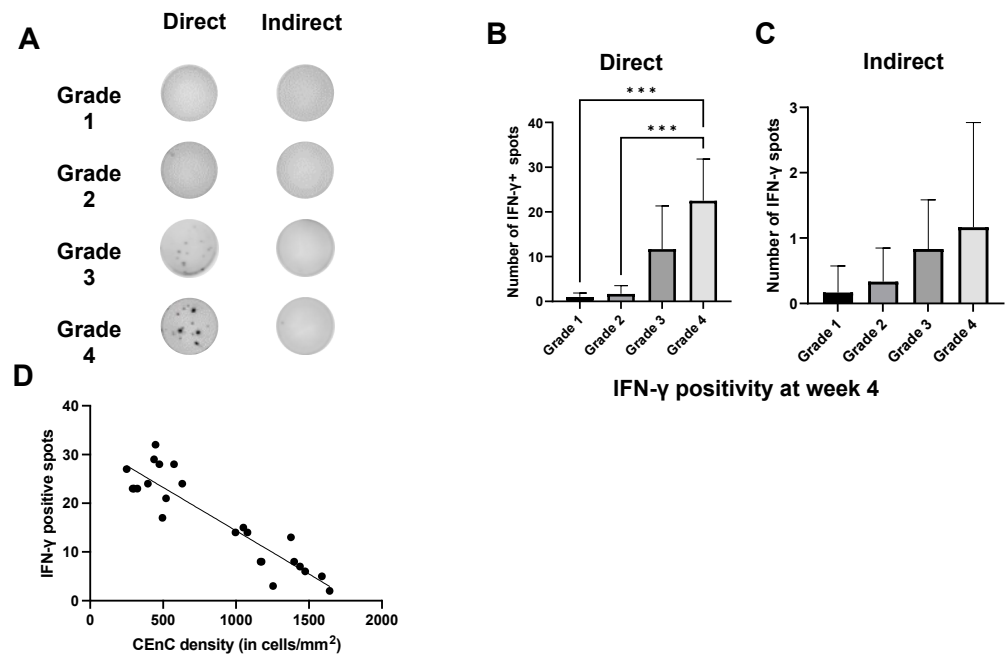 A
Direct Indirect
Grade
1
Grade
2
Grade
3
Grade
4
B
Direct
***
***
Number of IFN-γ+ spots
40
30
20
10
0
Grade 1
Grade 2
Grade 3
Grade 4
C
Indirect
Number of IFN-γ spots
3
2
1
0
Grade 1
Grade 2
Grade 3
Grade 4
IFN-γ positivity at week 4
D
IFN-γ positive spots
40
30
20
10
0
0 500 1000 1500 2000
CEnC density (in cells/mm²)